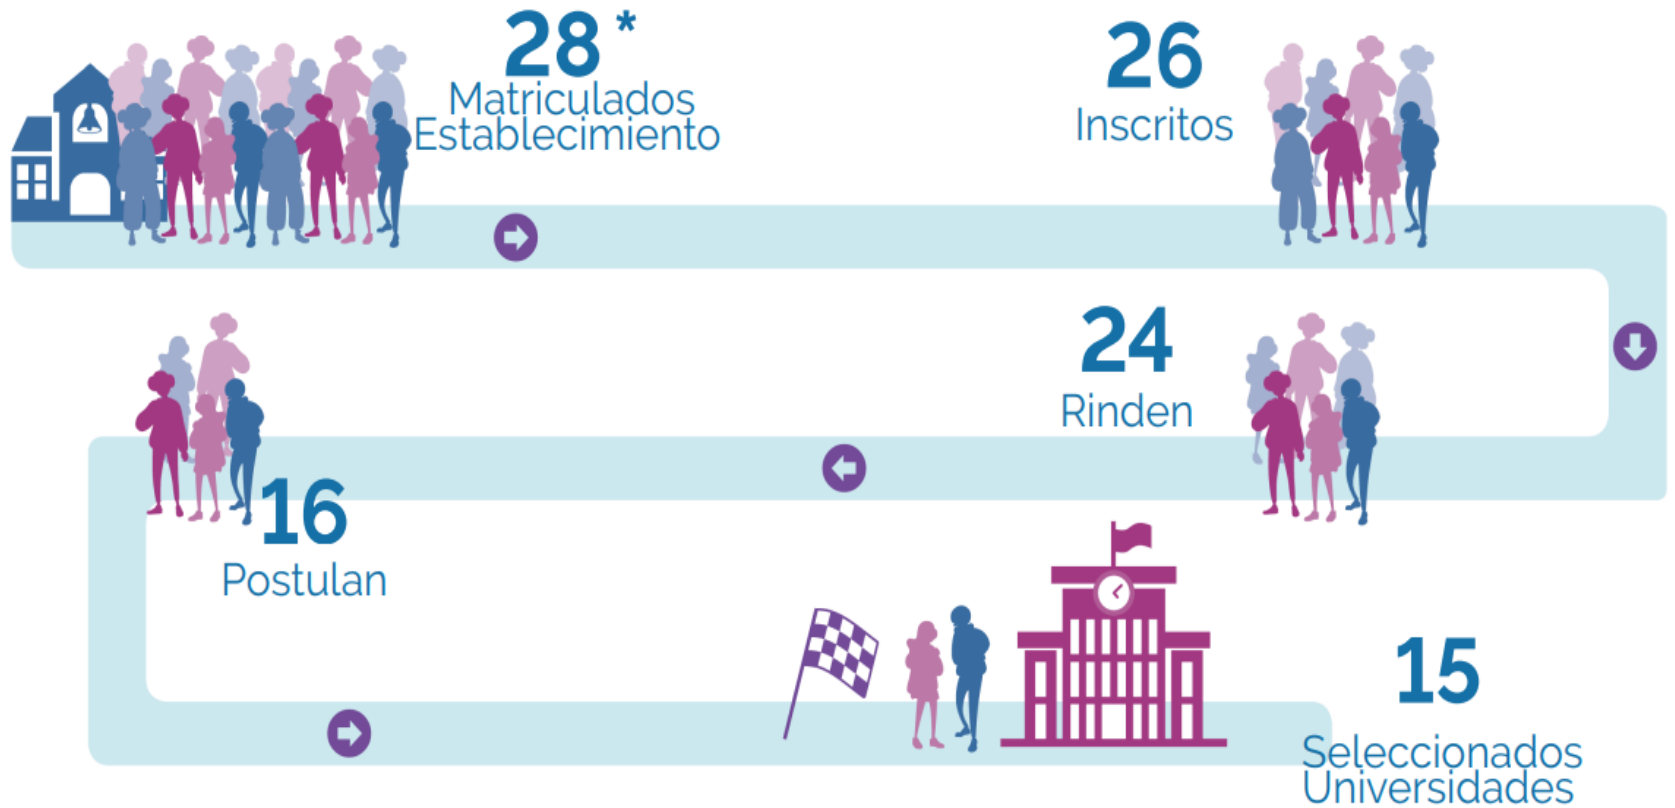 28 *
Matriculados
Establecimiento
26
Inscritos
24
Rinden
16
Postulan
15
Seleccionados
Universidades